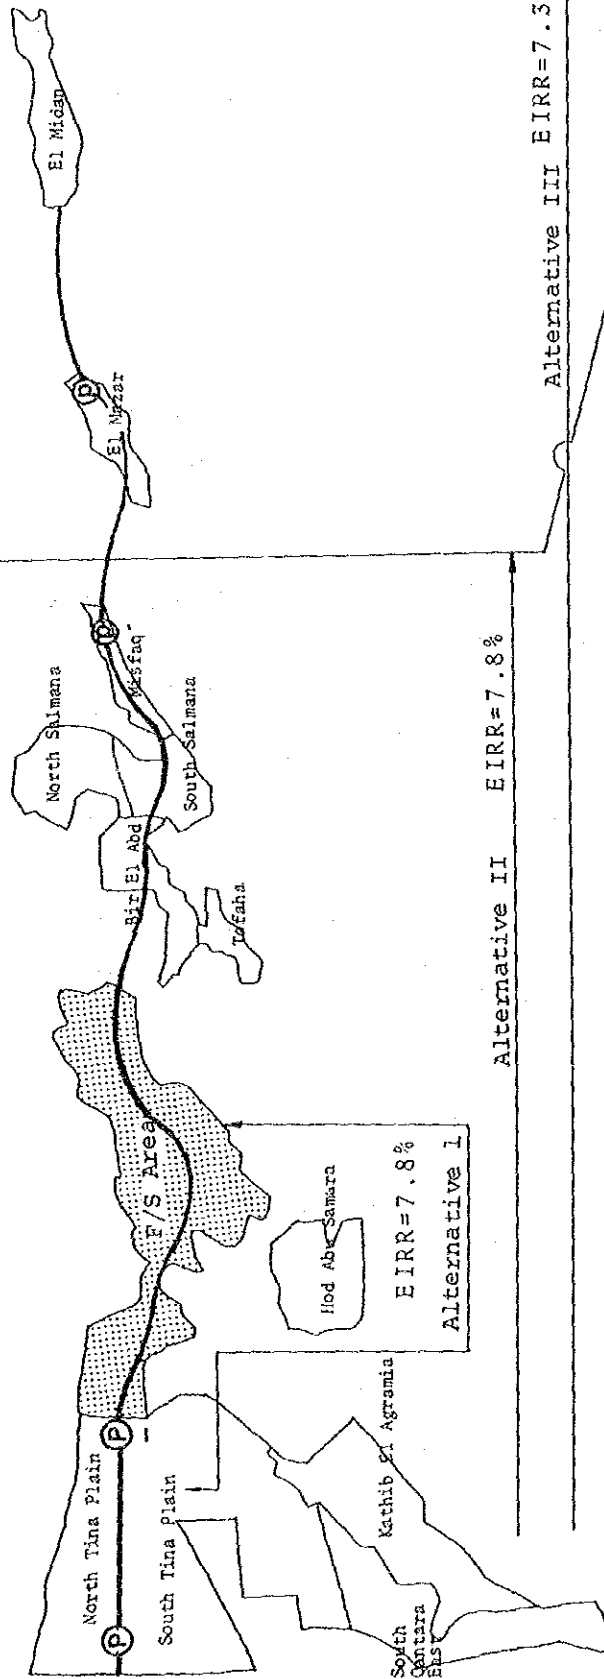 El Midan
P
El Mazar
P
Misfaq
North Salmana
South Salmana
Bir El Abd
Tofaha
F/S Area
Hod Abu Samara
P
P
North Tina Plain
South Tina Plain
Kathib El Agramia
South
Qantara
East
EIRR=7.8%
Alternative 1
Alternative II EIRR=7.8%
Alternative III EIRR=7.3